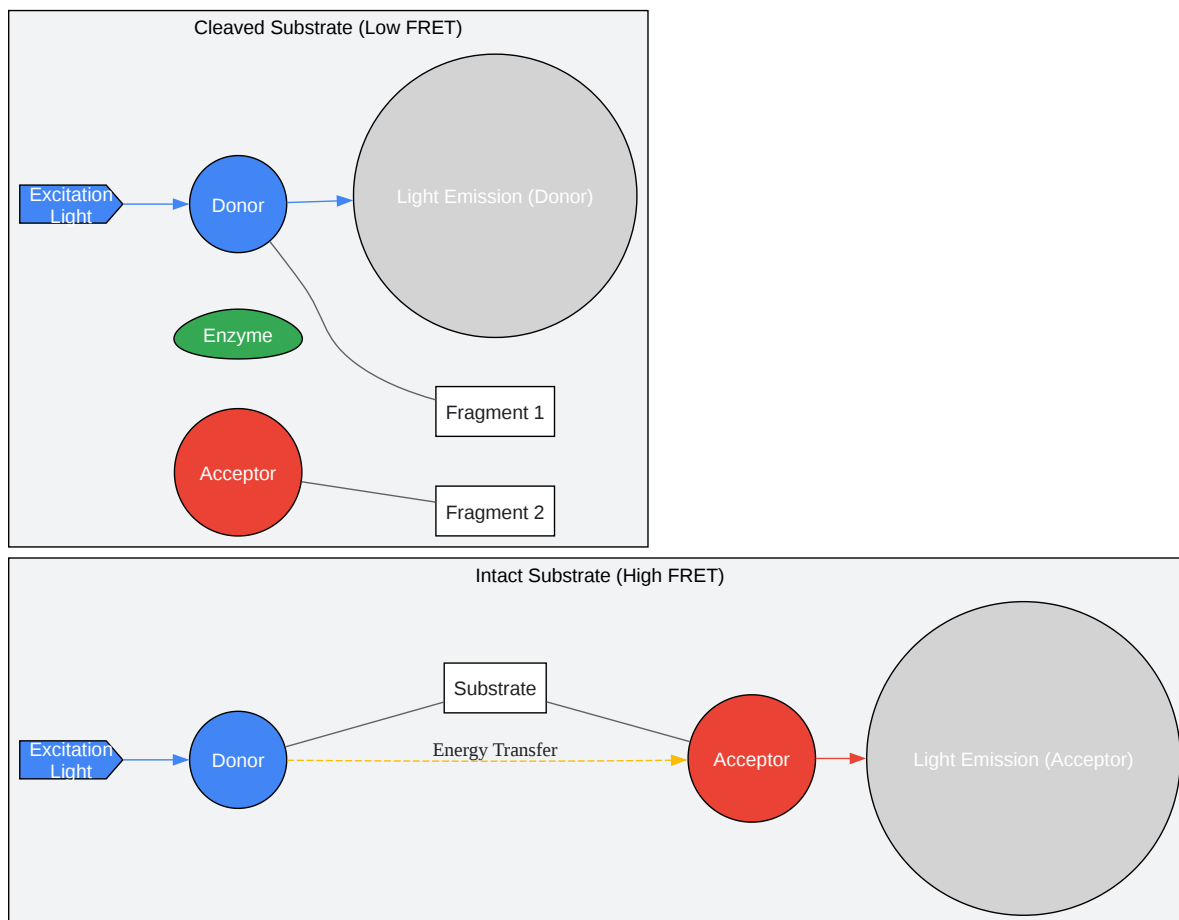 Cleaved Substrate (Low FRET)
Excitation
Light
Donor
Light Emission (Donor)
Enzyme
Fragment 1
Acceptor
Fragment 2
Intact Substrate (High FRET)
Substrate
Excitation
Light
Donor
Energy Transfer
Acceptor
Light Emission (Acceptor)